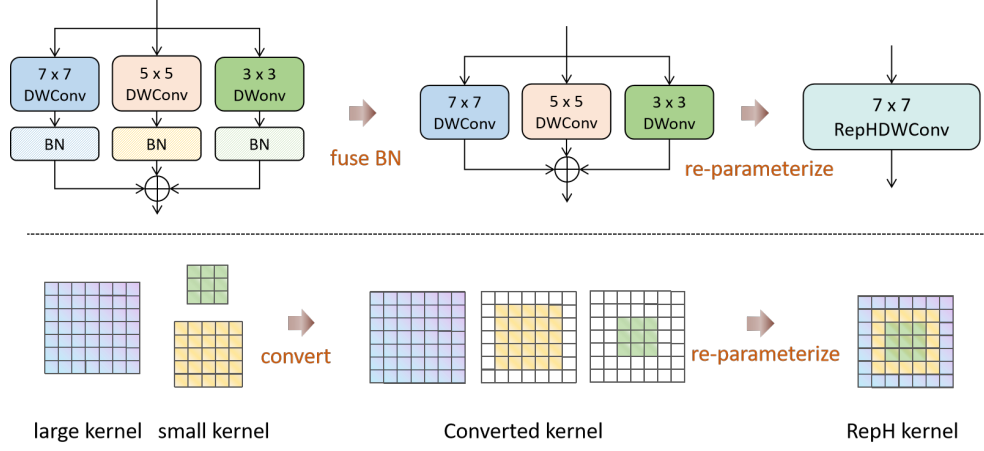 7 x 7
DWConv
5 x 5
DWConv
3 x 3
DWonv
BN
BN
BN
fuse BN
7 x 7
DWConv
5 x 5
DWConv
3 x 3
DWonv
re-parameterize
7 x 7
RepHDWConv
convert
re-parameterize
large kernel
small kernel
Converted kernel
RepH kernel